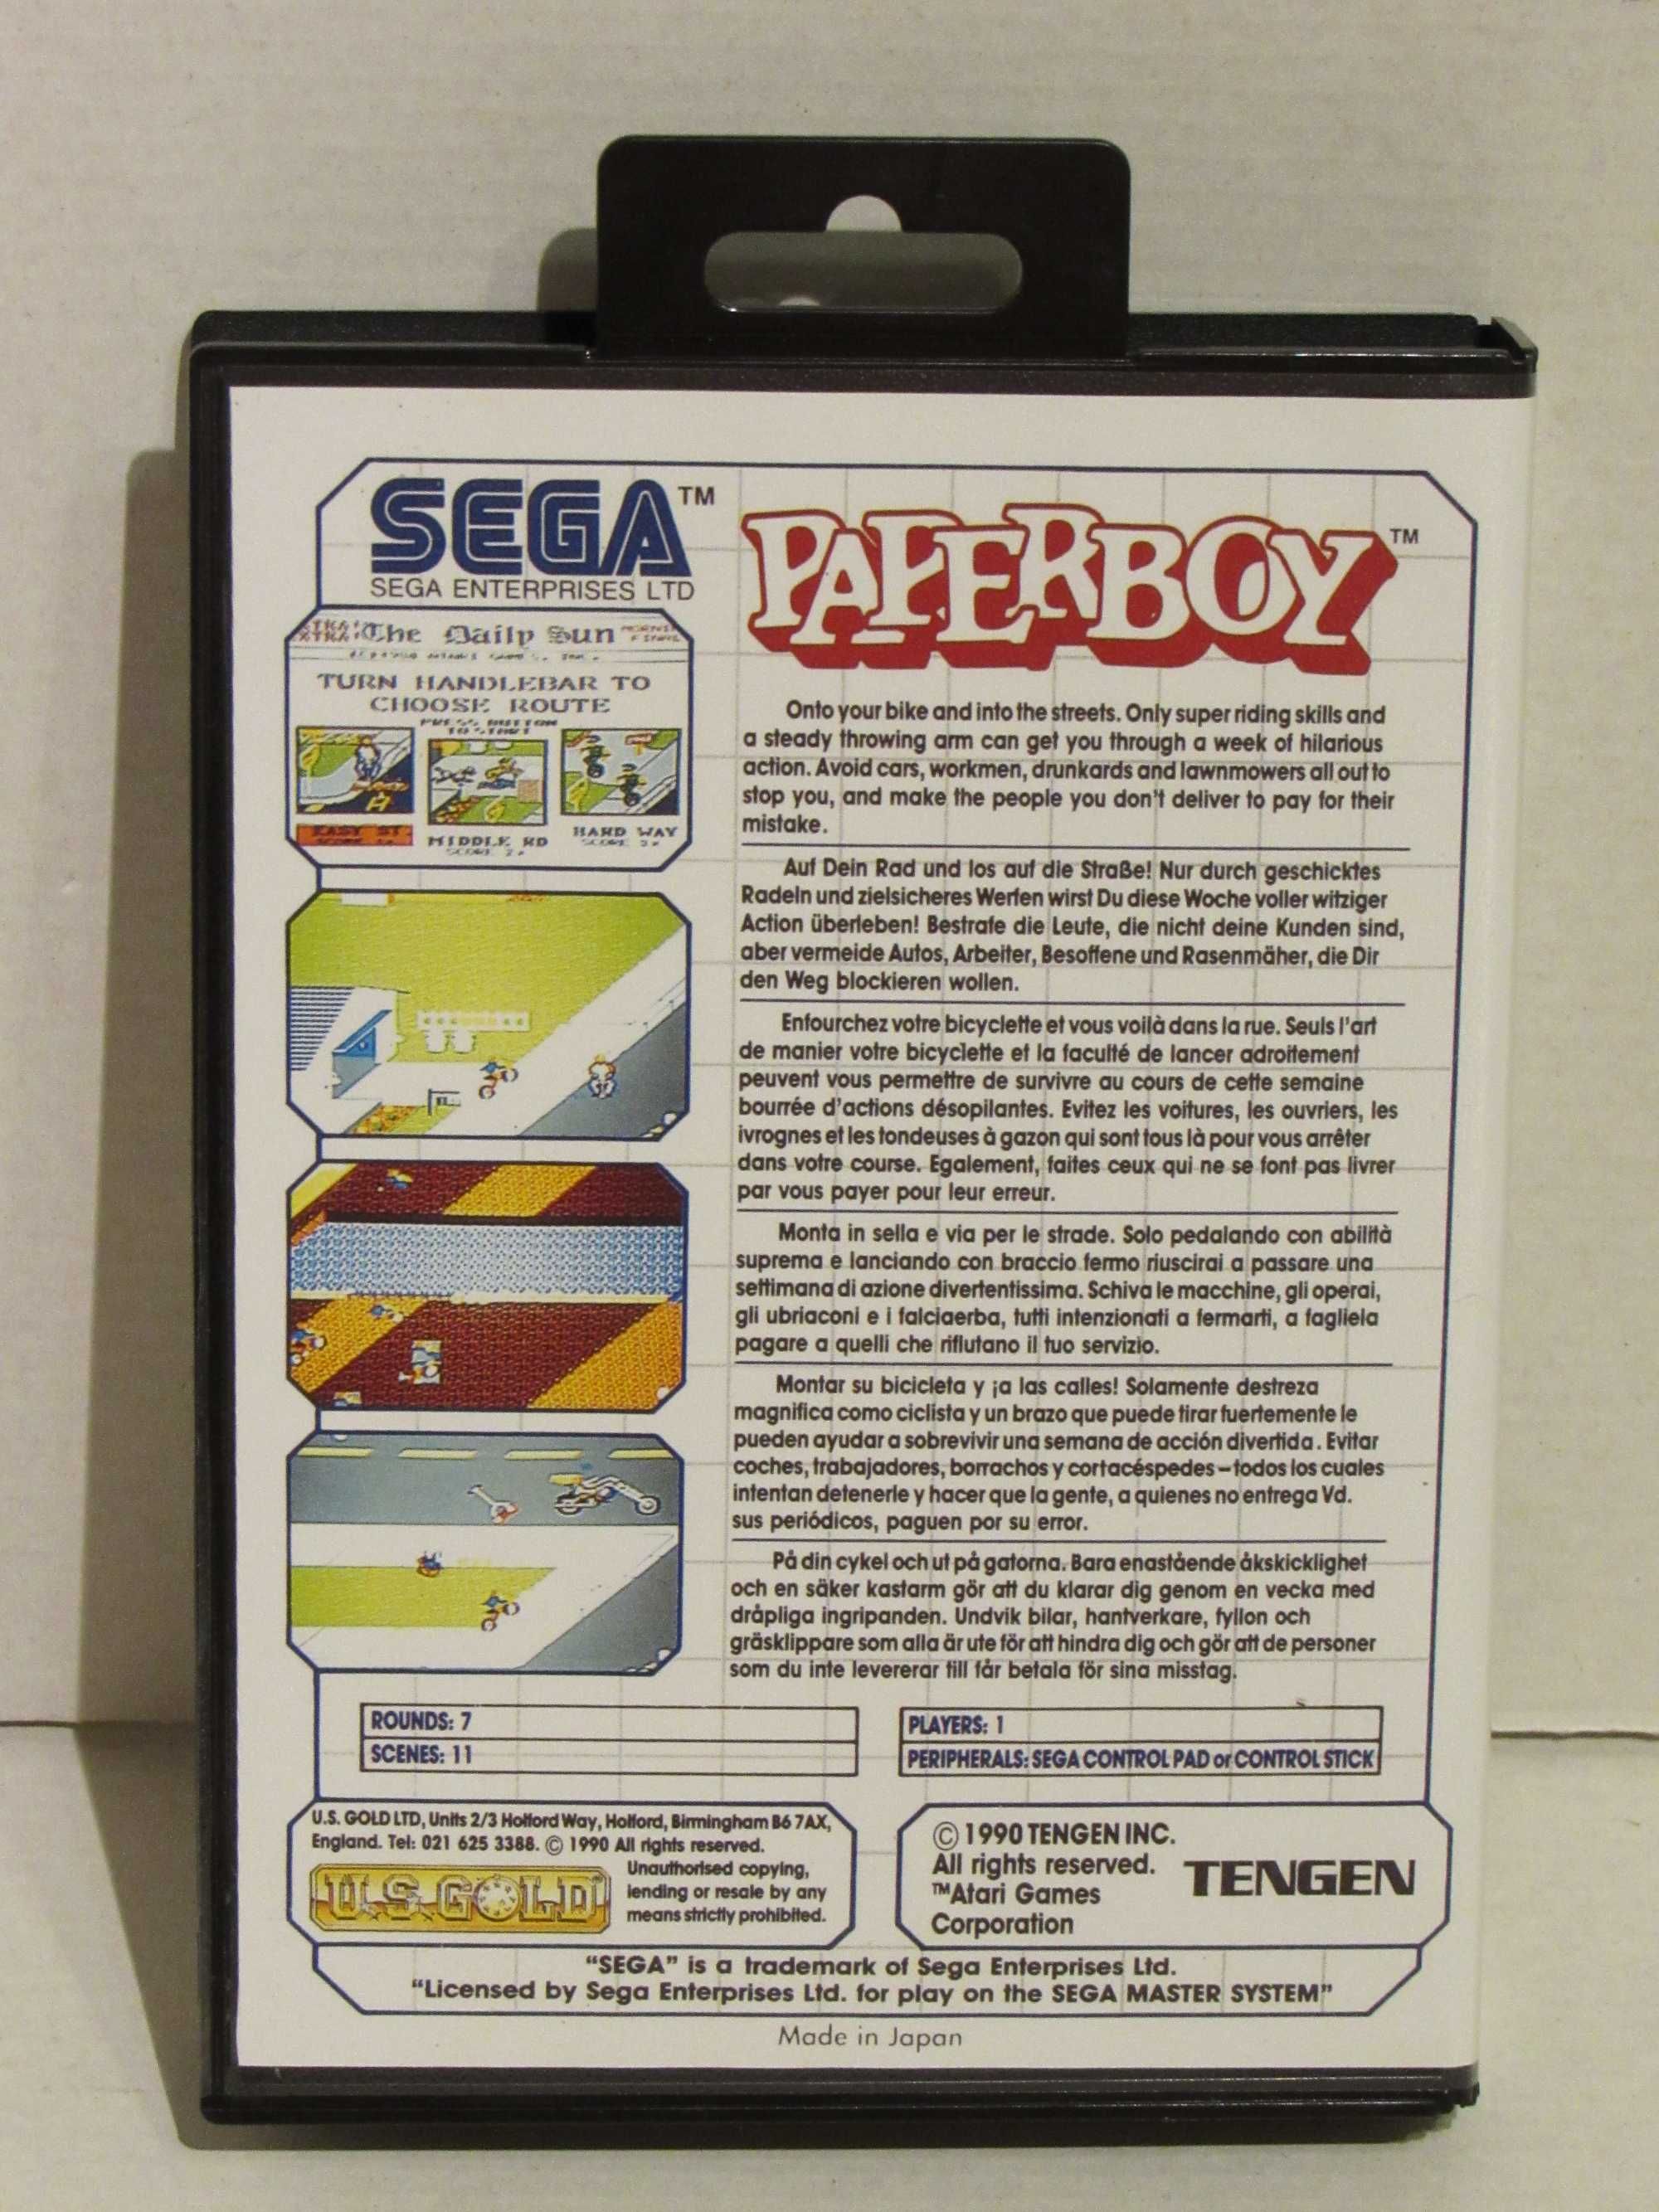 SEGA™
SEGA ENTERPRISES LTD
PAPERBOY™
The Daily Sun
TURN HANDLEBAR TO
CHOOSE ROUTE
PRESS BUTTON
TO START
EASY ST
MIDDLE RD
HARD WAY
Onto your bike and into the streets. Only super riding skills and
a steady throwing arm can get you through a week of hilarious
action. Avoid cars, workmen, drunkards and lawnmowers all out to
stop you, and make the people you don't deliver to pay for their
mistake.
Auf Dein Rad und los auf die Straße! Nur durch geschicktes
Radeln und zielsicheres Werfen wirst Du diese Woche voller witziger
Action überleben! Bestrafe die Leute, die nicht deine Kunden sind,
aber vermeide Autos, Arbeiter, Besoffene und Rasenmäher, die Dir
den Weg blockieren wollen.
Enfourchez votre bicyclette et vous voilà dans la rue. Seuls l'art
de manier votre bicyclette et la faculté de lancer adroitement
peuvent vous permettre de survivre au cours de cette semaine
bourrée d'actions désopilantes. Evitez les voitures, les ouvriers, les
ivrognes et les tondeuses à gazon qui sont tous là pour vous arrêter
dans votre course. Egalement, faites ceux qui ne se font pas livrer
par vous payer pour leur erreur.
Monta in sella e via per le strade. Solo pedalando con abilità
suprema e lanciando con braccio fermo riuscirai a passare una
settimana di azione divertentissima. Schiva le macchine, gli operai,
gli ubriaconi e i falciaerba, tutti intenzionati a fermarti, a fagliela
pagare a quelli che rifiutano il tuo servizio.
Montar su bicicleta y ¡a las calles! Solamente destreza
magnifica como ciclista y un brazo que puede tirar fuertemente le
pueden ayudar a sobrevivir una semana de acción divertida. Evitar
coches, trabajadores, borrachos y cortacéspedes – todos los cuales
intentan detenerle y hacer que la gente, a quienes no entrega Vd.
sus periódicos, paguen por su error.
På din cykel och ut på gatorna. Bara enastående åkskicklighet
och en säker kastarm gör att du klarar dig genom en vecka med
dråpliga ingripanden. Undvik bilar, hantverkare, fyllon och
gräsklippare som alla är ute för att hindra dig och gör att de personer
som du inte levererar till får betala för sina misstag.
ROUNDS: 7
SCENES: 11
PLAYERS: 1
PERIPHERALS: SEGA CONTROL PAD or CONTROL STICK
U.S. GOLD LTD, Units 2/3 Holford Way, Holford, Birmingham B6 7AX,
England. Tel: 021 625 3388. © 1990 All rights reserved.
U.S. GOLD
Unauthorised copying,
lending or resale by any
means strictly prohibited.
© 1990 TENGEN INC.
All rights reserved.
™Atari Games
Corporation
TENGEN
"SEGA" is a trademark of Sega Enterprises Ltd.
"Licensed by Sega Enterprises Ltd. for play on the SEGA MASTER SYSTEM"
Made in Japan